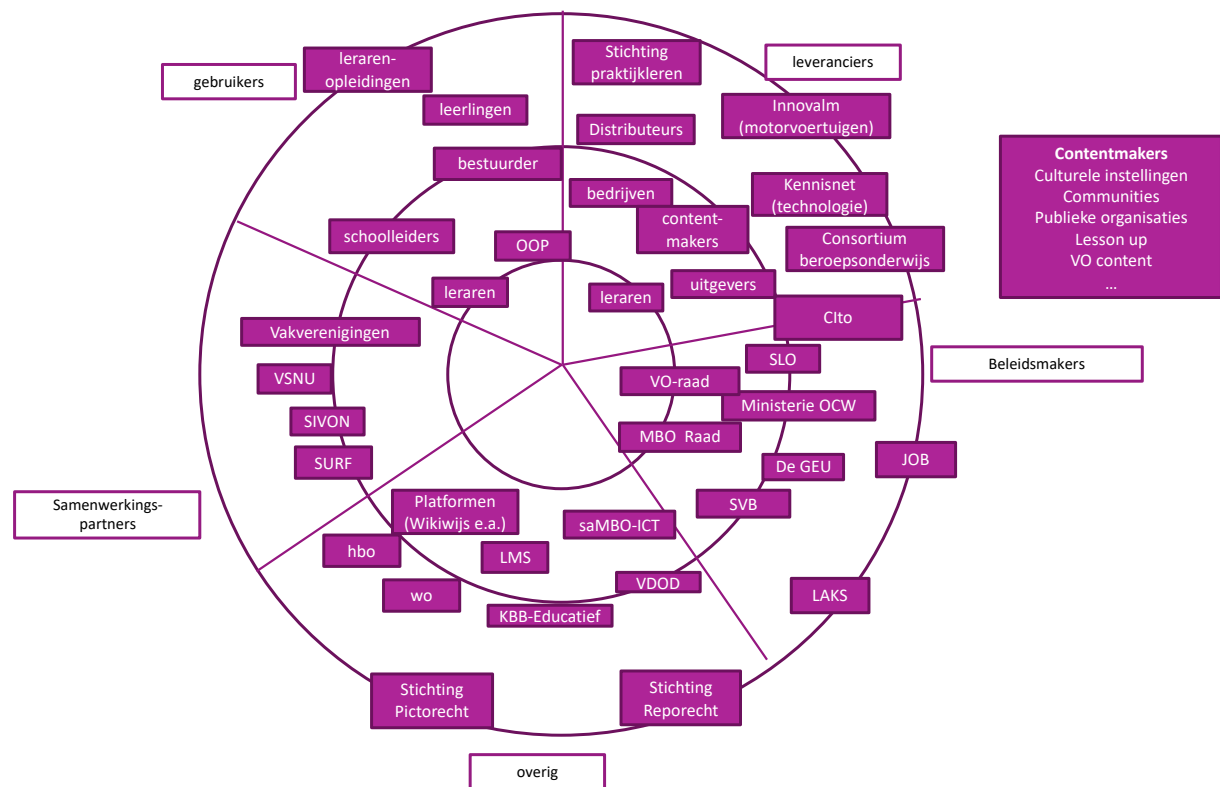 leraren-
opleidingen
gebruikers
leerlingen
bestuurder
schoolleiders
OOP
leraren
Stichting
praktijkleren
leveranciers
Innovalm
(motorvoertuigen)
Distributeurs
bedrijven
content-
makers
Kennisnet
(technologie)
Consortium
beroepsonderwijs
uitgevers
leraren
CIto
Contentmakers
Culturele instellingen
Communities
Publieke organisaties
Lesson up
VO content
...
Beleidsmakers
SLO
VO-raad
Ministerie OCW
MBO Raad
De GEU
JOB
SVB
LAKS
Vakverenigingen
VSNU
SIVON
SURF
Samenwerkings-
partners
Platformen
(Wikiwijs e.a.)
saMBO-ICT
hbo
LMS
wo
VDOD
KBB-Educatief
Stichting
Pictorecht
Stichting
Reporecht
overig